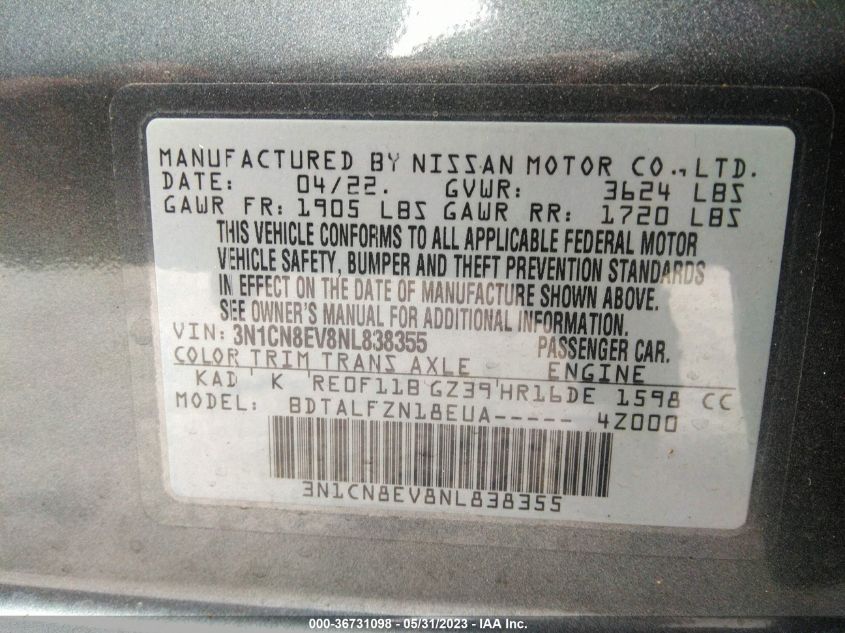 MANUFACTURED BY NISSAN MOTOR CO.,LTD.
DATE: 04/22. GVWR: 3624 LBS
GAWR FR: 1905 LBS GAWR RR: 1720 LBS
THIS VEHICLE CONFORMS TO ALL APPLICABLE FEDERAL MOTOR
VEHICLE SAFETY, BUMPER AND THEFT PREVENTION STANDARDS
IN EFFECT ON THE DATE OF MANUFACTURE SHOWN ABOVE.
SEE OWNER'S MANUAL FOR ADDITIONAL INFORMATION.
VIN: 3N1CN8EV8NL838355 PASSENGER CAR.
COLOR TRIM TRANS AXLE ENGINE
KAD K RE0F11B GZ39 HR16DE 1598 CC
MODEL: BDTALFZN18EUA----- 4Z000
3N1CN8EV8NL838355
000-36731098 - 05/31/2023 - IAA Inc.